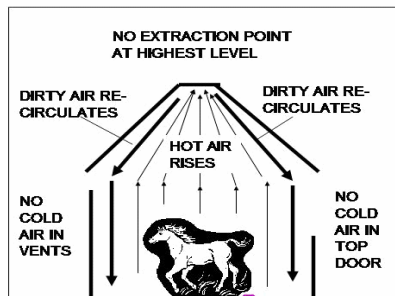 NO EXTRACTION POINT
AT HIGHEST LEVEL
DIRTY AIR RE-
CIRCULATES
DIRTY AIR RE-
CIRCULATES
HOT AIR
RISES
NO
COLD
AIR IN
VENTS
NO
COLD
AIR IN
TOP
DOOR